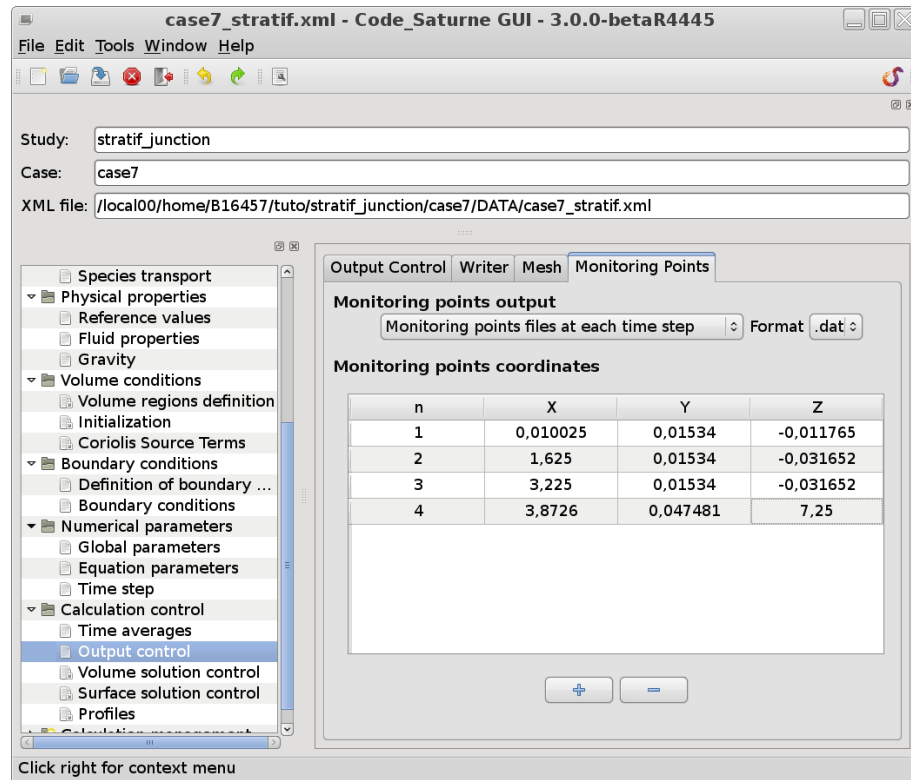 case7_stratif.xml - Code_Saturne GUI - 3.0.0-betaR4445
File Edit Tools Window Help
Study: stratif_junction
Case: case7
XML file: /local00/home/B16457/tuto/stratif_junction/case7/DATA/case7_stratif.xml
Species transport
Physical properties
Reference values
Fluid properties
Gravity
Volume conditions
Volume regions definition
Initialization
Coriolis Source Terms
Boundary conditions
Definition of boundary ...
Boundary conditions
Numerical parameters
Global parameters
Equation parameters
Time step
Calculation control
Time averages
Output control
Volume solution control
Surface solution control
Profiles
Calculation management
Output Control Writer Mesh Monitoring Points
Monitoring points output
Monitoring points files at each time step Format .dat
Monitoring points coordinates
n X Y Z
1 0,010025 0,01534 -0,011765
2 1,625 0,01534 -0,031652
3 3,225 0,01534 -0,031652
4 3,8726 0,047481 7,25
Click right for context menu